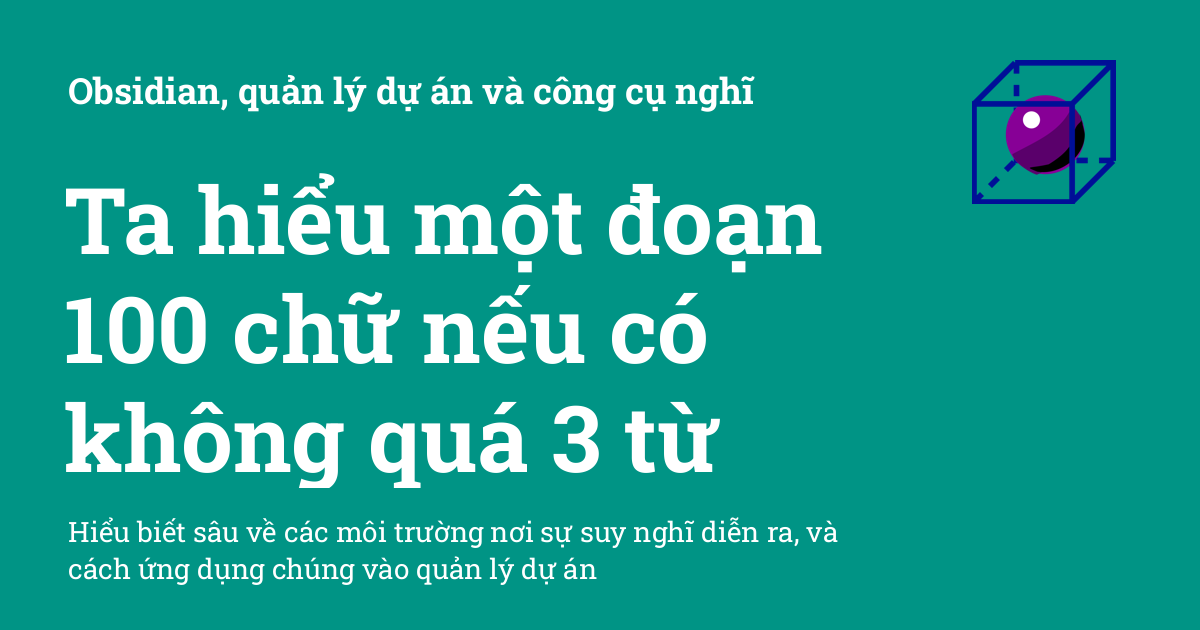 Obsidian, quản lý dự án và công cụ nghĩ
Ta hiểu một đoạn
100 chữ nếu có
không quá 3 từ
Hiểu biết sâu về các môi trường nơi sự suy nghĩ diễn ra, và
cách ứng dụng chúng vào quản lý dự án